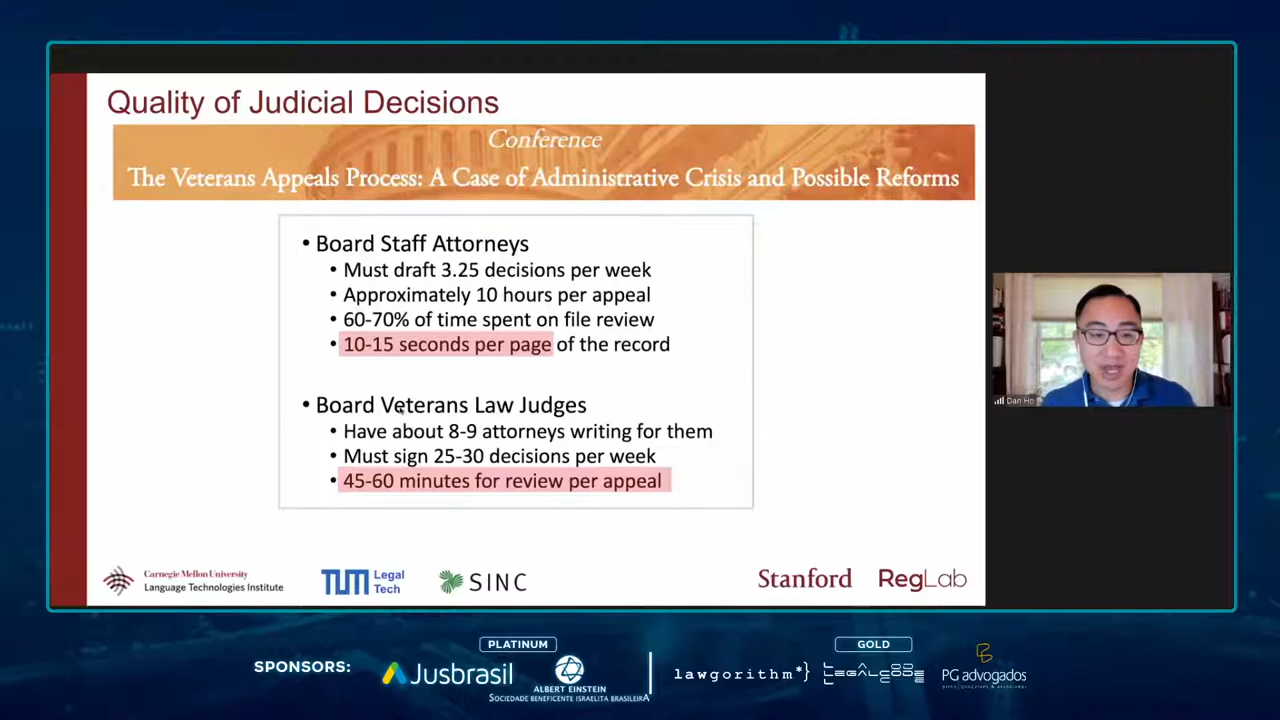 Quality of Judicial Decisions
Conference
The Veterans Appeals Process: A Case of Administrative Crisis and Possible Reforms
• Board Staff Attorneys
• Must draft 3.25 decisions per week
• Approximately 10 hours per appeal
• 60-70% of time spent on file review
• 10-15 seconds per page of the record
• Board Veterans Law Judges
• Have about 8-9 attorneys writing for them
• Must sign 25-30 decisions per week
• 45-60 minutes for review per appeal
Dan Ho
Carnegie Mellon University
Language Technologies Institute
TUM Legal Tech
SINC
Stanford RegLab
SPONSORS:
PLATINUM
Jusbrasil
ALBERT EINSTEIN
SOCIEDADE BENEFICENTE ISRAELITA BRASILEIRA
GOLD
lawgorithm*}
LEGALCODE
PG advogados